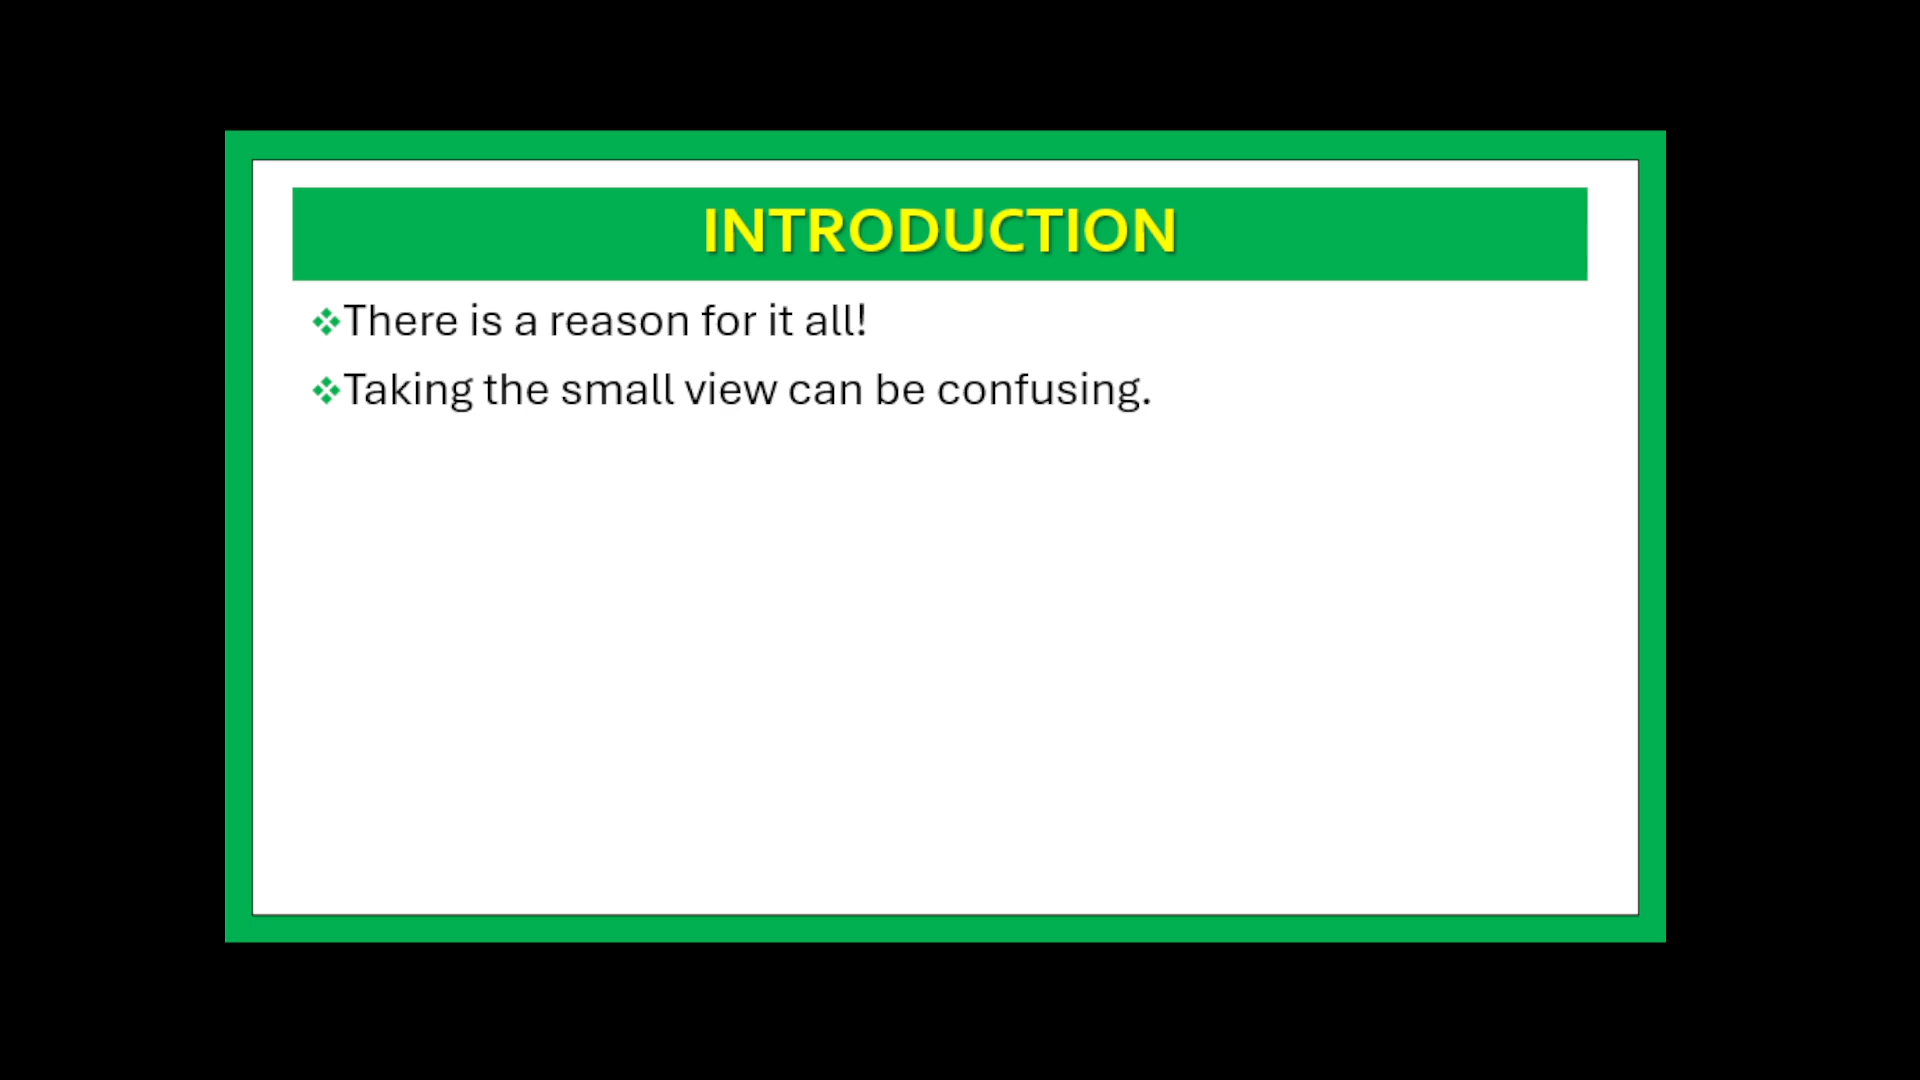 INTRODUCTION
❖There is a reason for it all!
❖Taking the small view can be confusing.